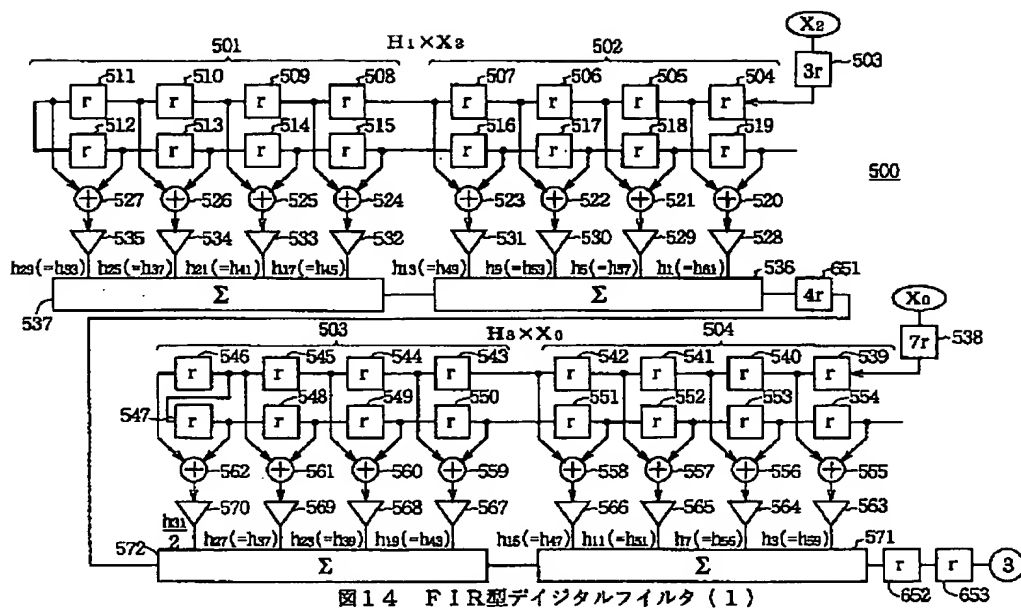 501 H1×X2 502 X2
3r 503
511 510 509 508 507 506 505 504
r r r r r r r r
512 513 514 515 516 517 518 519
r r r r r r r r
500
+ 527 + 526 + 525 + 524 + 523 + 522 + 521 + 520
535 534 533 532 531 530 529 528
h29(=h33) h25(=h37) h21(=h41) h17(=h45) h13(=h49) h9(=h53) h5(=h57) h1(=h61) 536 651
Σ Σ 4r
537
X0
503 H3×X0 504
7r 538
546 545 544 543 542 541 540 539
r r r r r r r r
547 548 549 550 551 552 553 554
r r r r r r r r
+ 562 + 561 + 560 + 559 + 558 + 557 + 556 + 555
570 569 568 567 566 565 564 563
h31/2 h27(=h37) h23(=h39) h19(=h43) h15(=h47) h11(=h51) h7(=h55) h3(=h59) 571
572
Σ Σ r r 3
652 653
図14 FIR型デイジタルフイルタ(1)